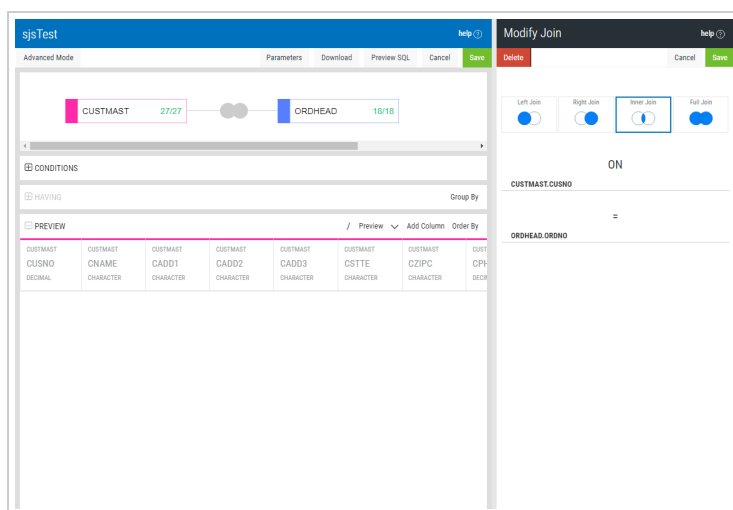 sjsTest help ?
Advanced Mode Parameters Download Preview SQL Cancel Save
CUSTMAST 27/27 ORDHEAD 18/18
CONDITIONS
HAVING Group By
PREVIEW / Preview Add Column Order By
CUSTMAST CUSTMAST CUSTMAST CUSTMAST CUSTMAST CUSTMAST CUSTMAST CUST
CUSNO CNAME CADD1 CADD2 CADD3 CSTTE CZIPC CPH
DECIMAL CHARACTER CHARACTER CHARACTER CHARACTER CHARACTER CHARACTER DECI
Modify Join help ?
Delete Cancel Save
Left Join Right Join Inner Join Full Join
ON
CUSTMAST.CUSNO
=
ORDHEAD.ORDNO